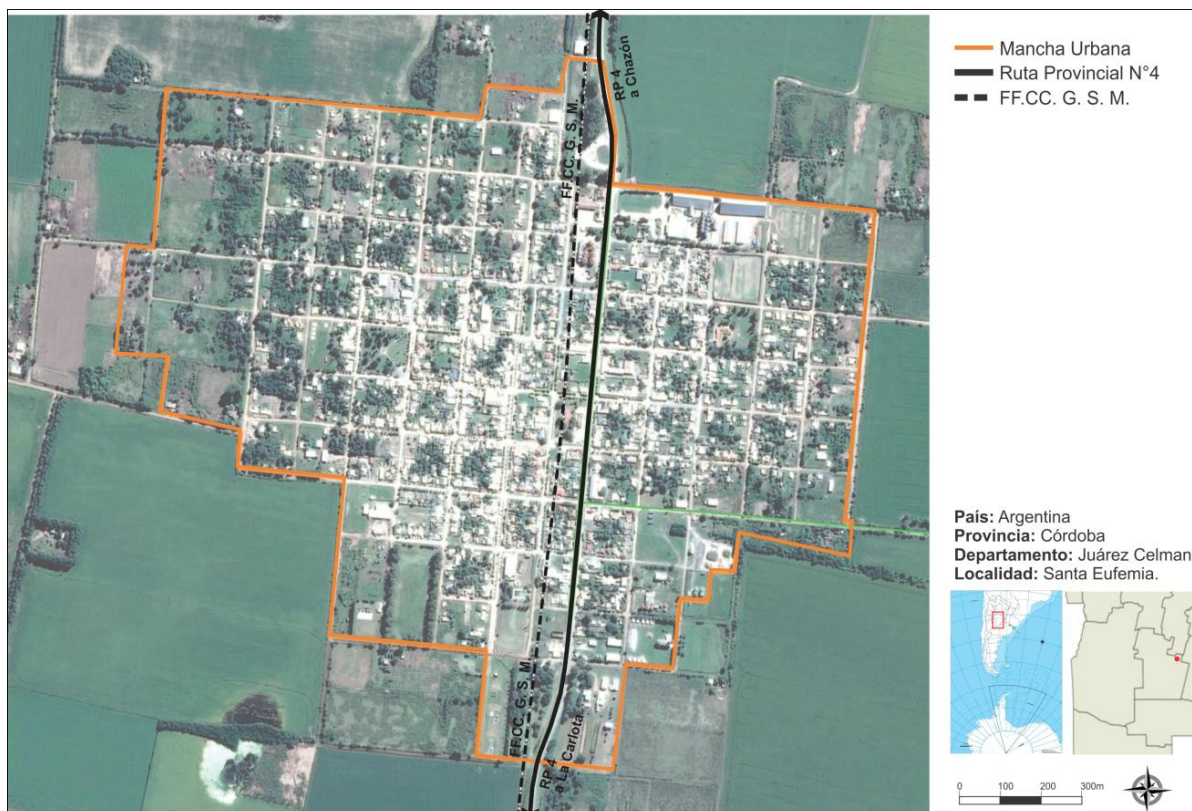 RP 4
a Chazón
FF.CC. G. S. M.
FF.CC. G. S. M.
RP 4
a La Carlota
Mancha Urbana
Ruta Provincial N°4
FF.CC. G. S. M.
País: Argentina
Provincia: Córdoba
Departamento: Juárez Celman
Localidad: Santa Eufemia.
0 100 200 300m